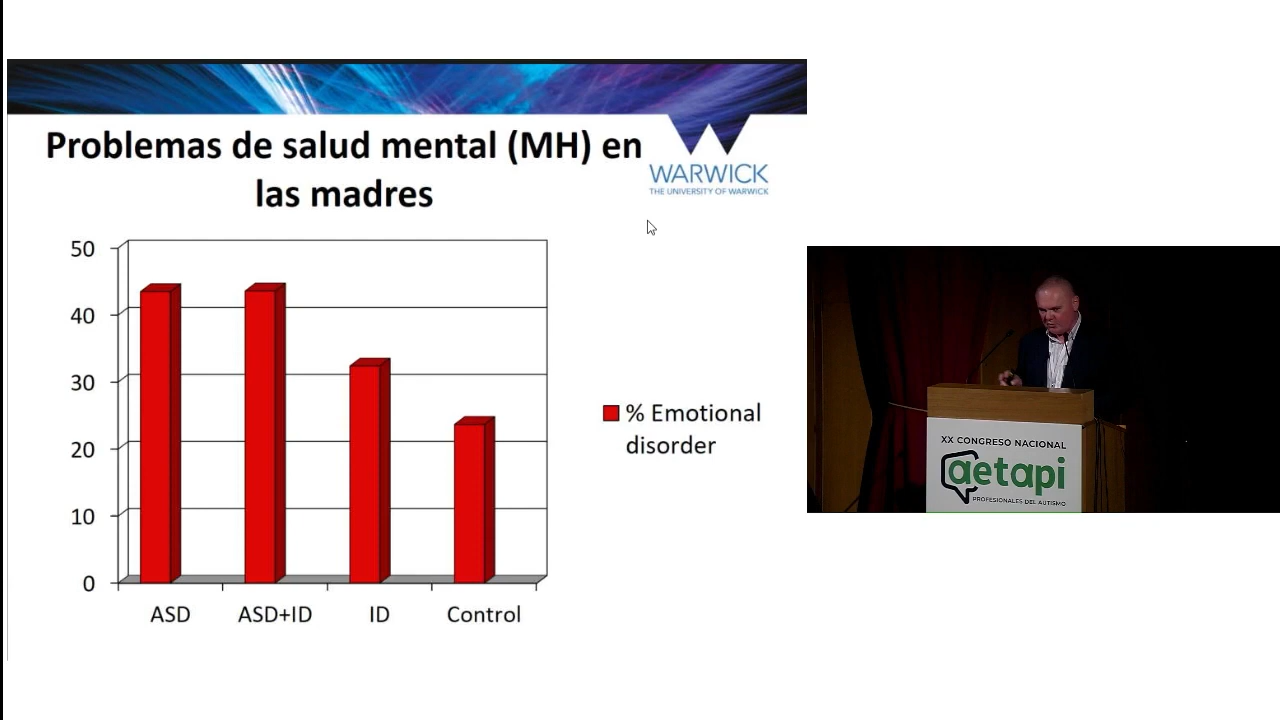 Problemas de salud mental (MH) en
las madres
WARWICK
THE UNIVERSITY OF WARWICK
50
40
30
20
10
0
ASD
ASD+ID
ID
Control
% Emotional
disorder
XX CONGRESO NACIONAL
aetapi
PROFESIONALES DEL AUTISMO